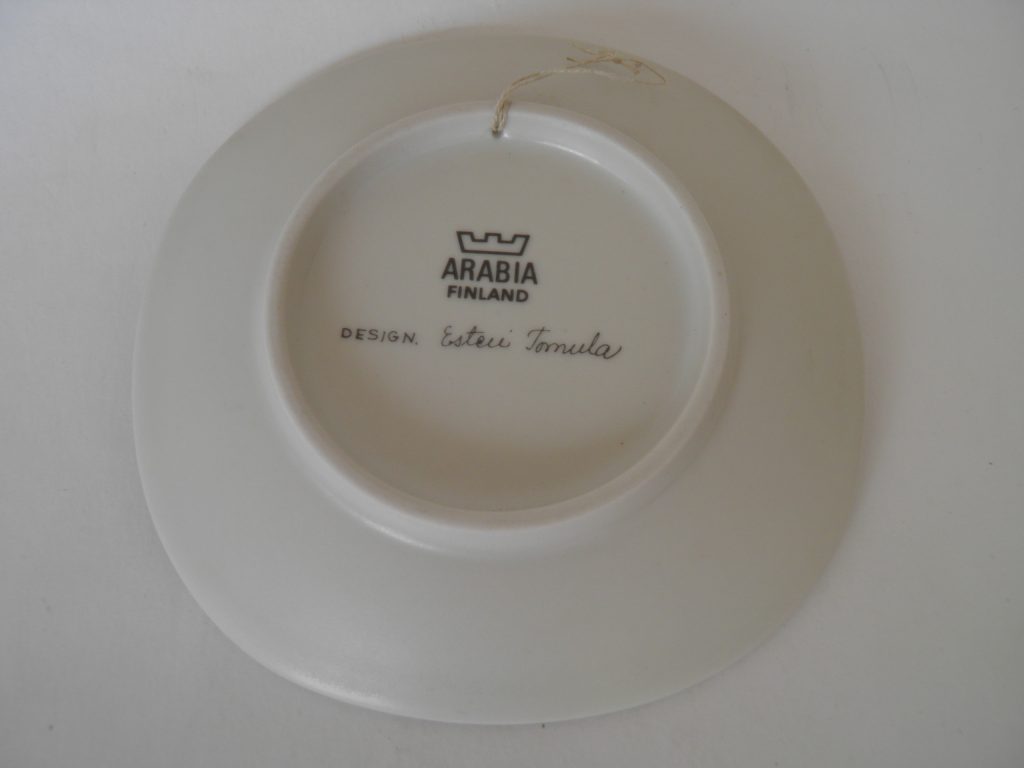 ARABIA
FINLAND
DESIGN. Esteri Tomula